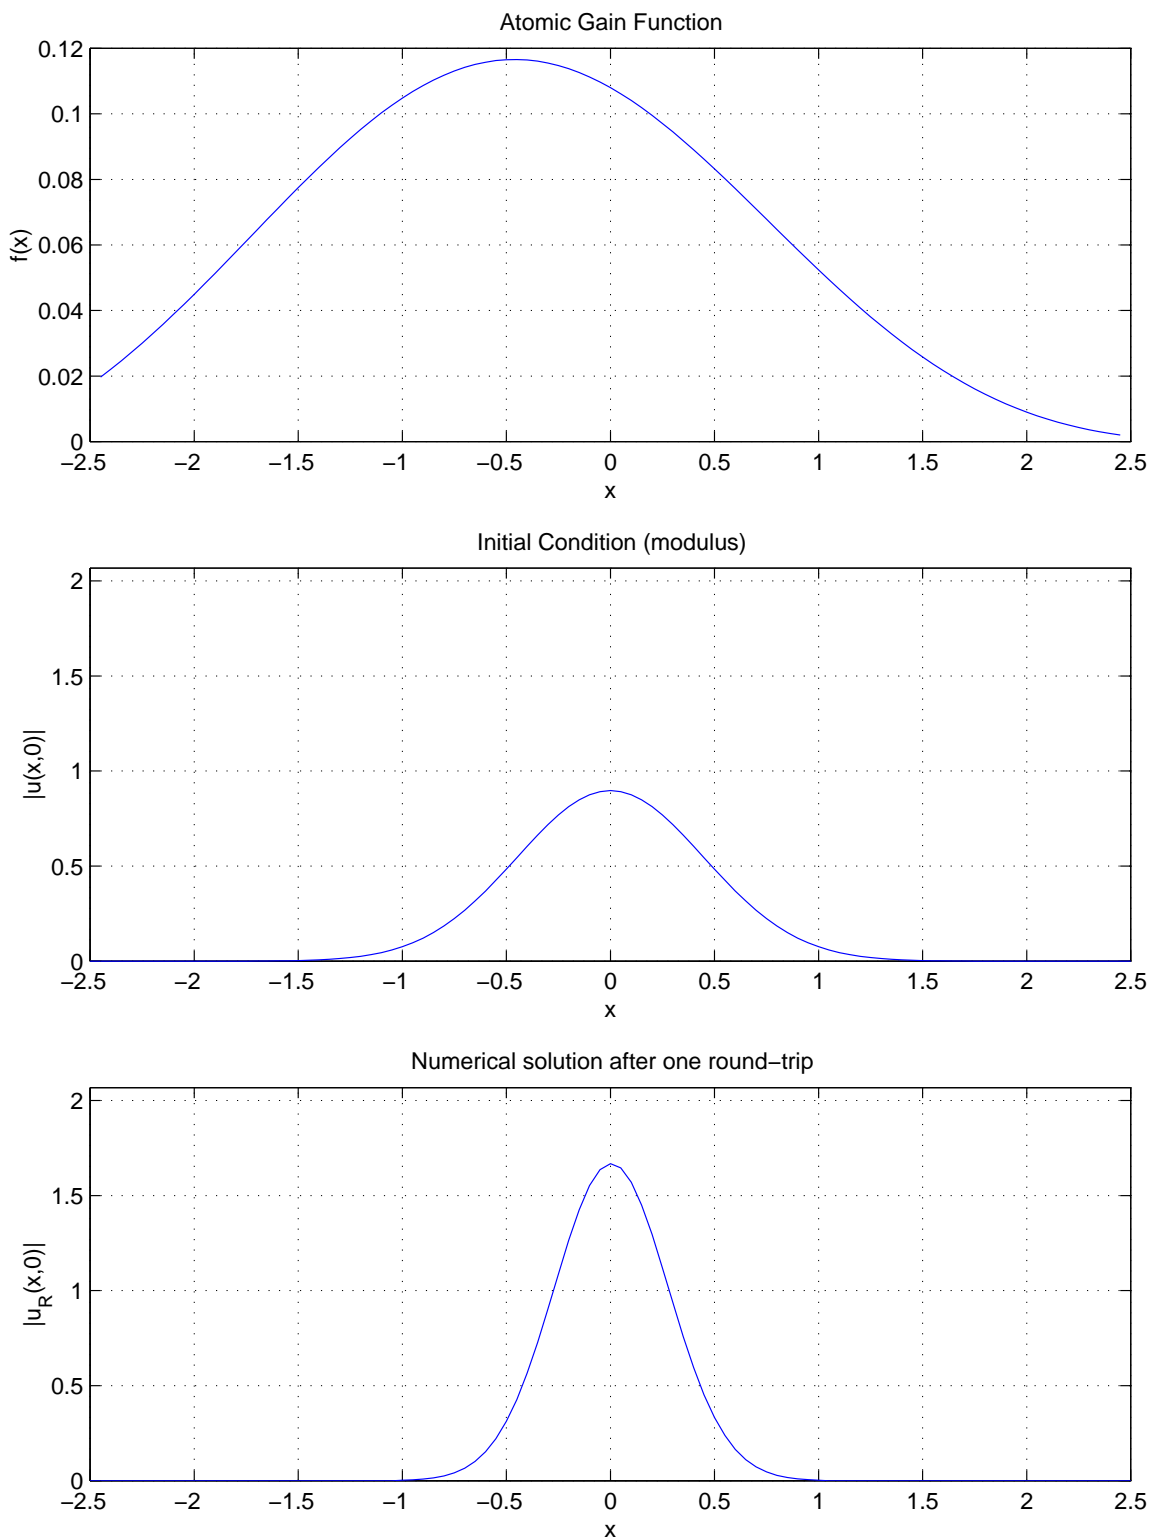 Atomic Gain Function
0.12
0.1
0.08
0.06
0.04
0.02
0
f(x)
−2.5 −2 −1.5 −1 −0.5 0 0.5 1 1.5 2 2.5
x
Initial Condition (modulus)
2
1.5
1
0.5
0
|u(x,0)|
−2.5 −2 −1.5 −1 −0.5 0 0.5 1 1.5 2 2.5
x
Numerical solution after one round−trip
2
1.5
1
0.5
0
|u_R(x,0)|
−2.5 −2 −1.5 −1 −0.5 0 0.5 1 1.5 2 2.5
x